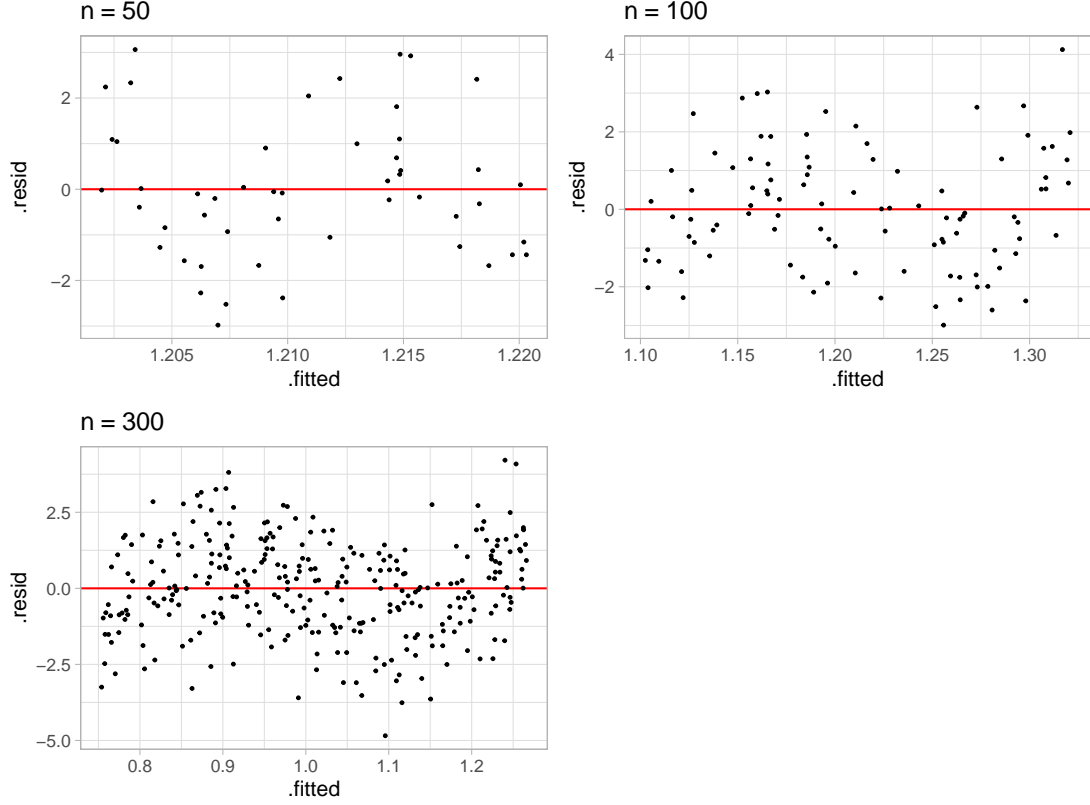 n = 50
2
0
−2
.resid
1.205
1.210
1.215
1.220
.fitted
n = 100
4
2
0
−2
.resid
1.10
1.15
1.20
1.25
1.30
.fitted
n = 300
2.5
0.0
−2.5
−5.0
.resid
0.8
0.9
1.0
1.1
1.2
.fitted